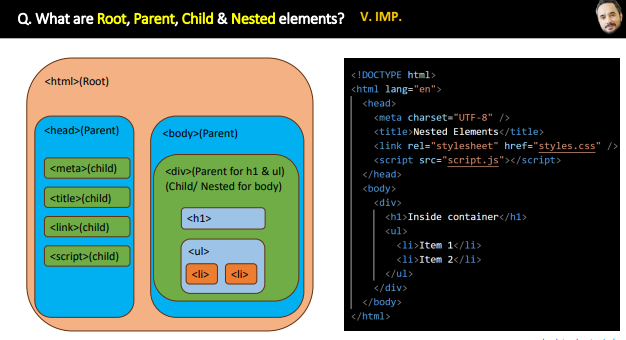 Q. What are Root, Parent, Child & Nested elements? V. IMP.
<html>(Root)
<head>(Parent)
<meta>(child)
<title>(child)
<link>(child)
<script>(child)
<body>(Parent)
<div>(Parent for h1 & ul)
(Child/ Nested for body)
<h1>
<ul>
<li>
<li>
<!DOCTYPE html>
<html lang="en">
<head>
<meta charset="UTF-8" />
<title>Nested Elements</title>
<link rel="stylesheet" href="styles.css" />
<script src="script.js"></script>
</head>
<body>
<div>
<h1>Inside container</h1>
<ul>
<li>Item 1</li>
<li>Item 2</li>
</ul>
</div>
</body>
</html>